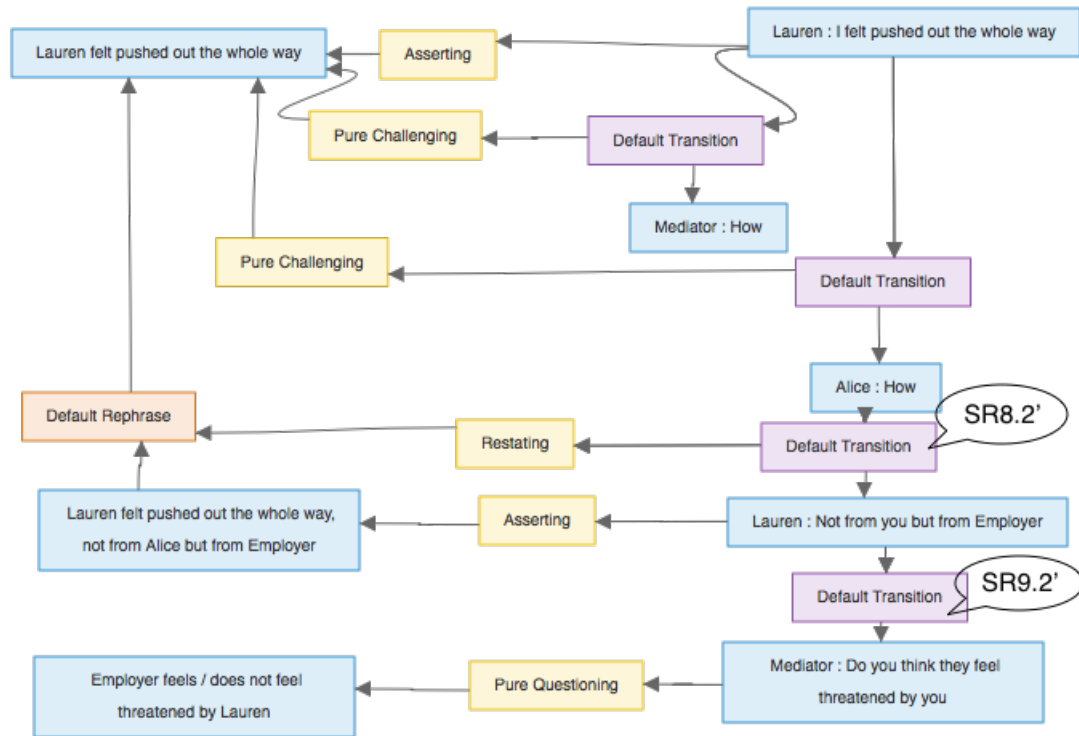 Lauren felt pushed out the whole way
Asserting
Lauren : I felt pushed out the whole way
Pure Challenging
Default Transition
Mediator : How
Pure Challenging
Default Transition
Alice : How
Default Rephrase
Restating
Default Transition
SR8.2’
Lauren felt pushed out the whole way,
not from Alice but from Employer
Asserting
Lauren : Not from you but from Employer
Default Transition
SR9.2’
Employer feels / does not feel
threatened by Lauren
Pure Questioning
Mediator : Do you think they feel
threatened by you